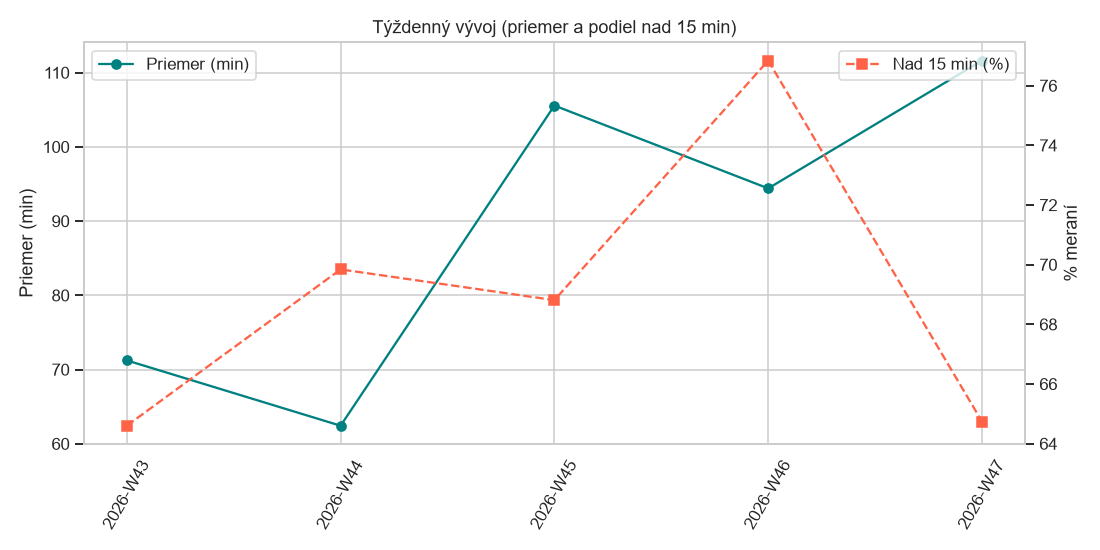 Týždenný vývoj (priemer a podiel nad 15 min)
Priemer (min)
Nad 15 min (%)
Priemer (min)
110
100
90
80
70
60
% meraní
76
74
72
70
68
66
64
2026-W43
2026-W44
2026-W45
2026-W46
2026-W47